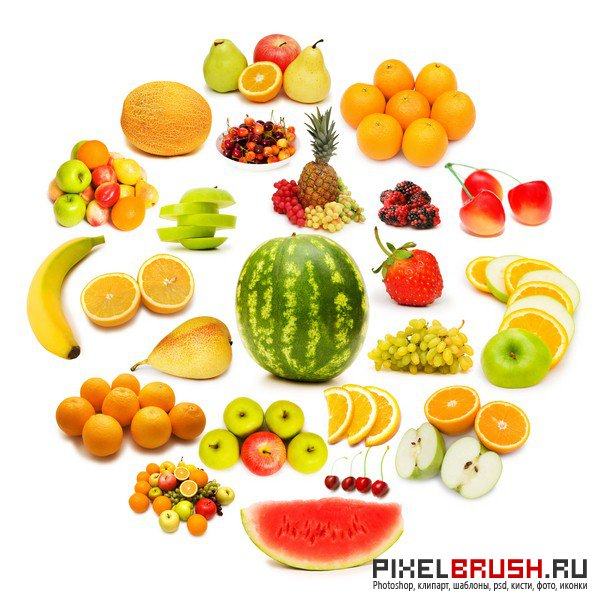 PIXELBRUSH.RU
Photoshop, клипарт, шаблоны, psd, кисти, фото, иконки